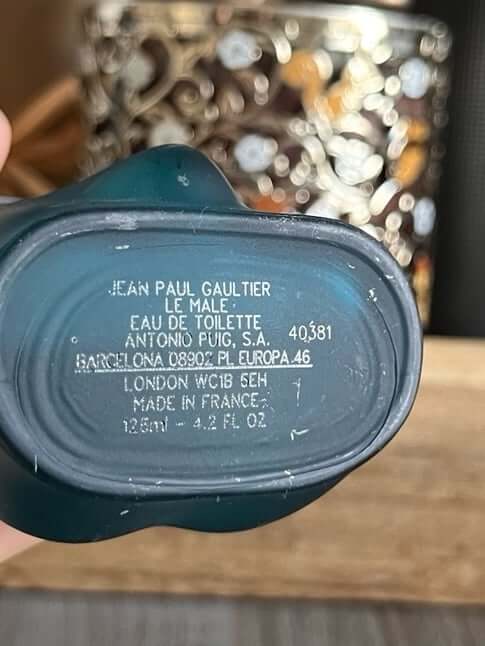 JEAN PAUL GAULTIER
LE MALE
EAU DE TOILETTE
ANTONIO PUIG, S.A.
40381
BARCELONA 08902 PL. EUROPA.46
LONDON WC1B 5EH
MADE IN FRANCE
125ml - 4.2 FL OZ